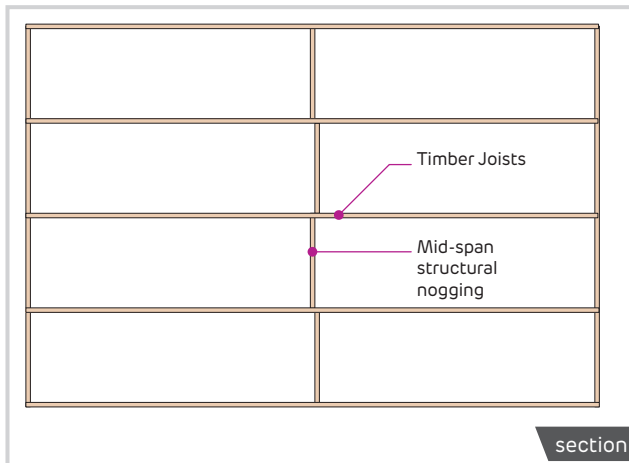 Timber Joists
Mid-span
structural
nogging
section